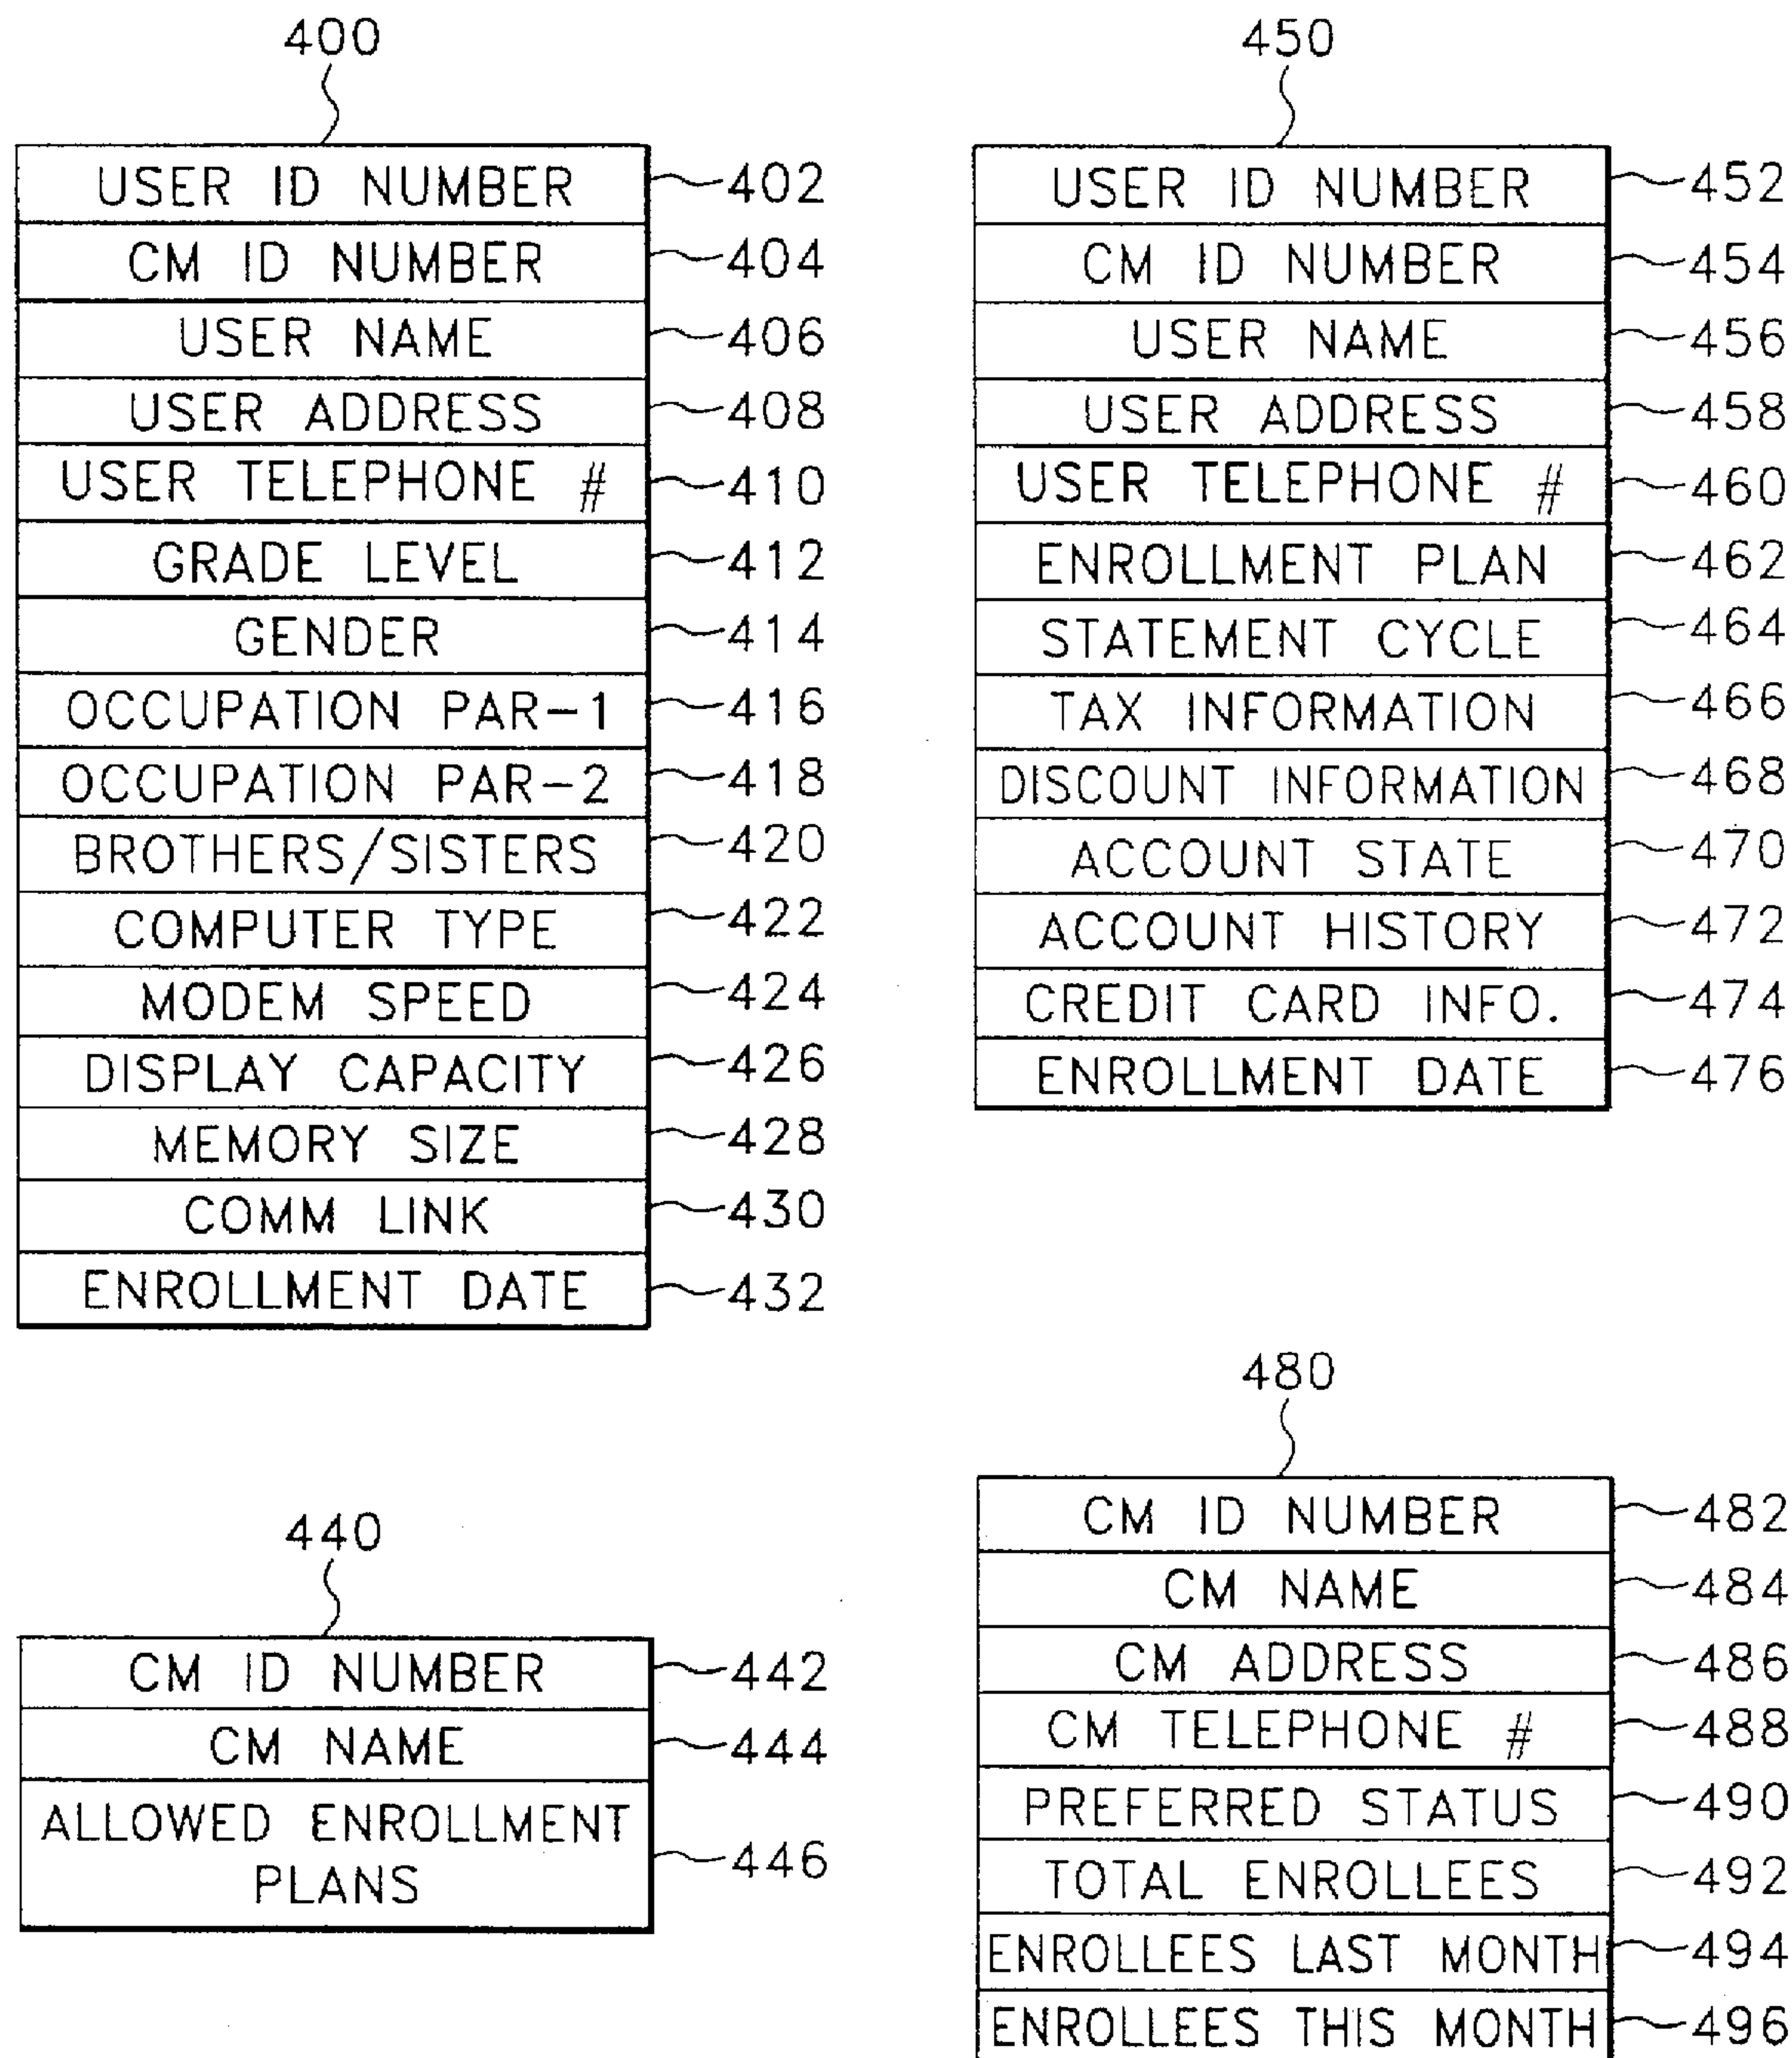 400
USER ID NUMBER 402
CM ID NUMBER 404
USER NAME 406
USER ADDRESS 408
USER TELEPHONE # 410
GRADE LEVEL 412
GENDER 414
OCCUPATION PAR-1 416
OCCUPATION PAR-2 418
BROTHERS/SISTERS 420
COMPUTER TYPE 422
MODEM SPEED 424
DISPLAY CAPACITY 426
MEMORY SIZE 428
COMM LINK 430
ENROLLMENT DATE 432
450
USER ID NUMBER 452
CM ID NUMBER 454
USER NAME 456
USER ADDRESS 458
USER TELEPHONE # 460
ENROLLMENT PLAN 462
STATEMENT CYCLE 464
TAX INFORMATION 466
DISCOUNT INFORMATION 468
ACCOUNT STATE 470
ACCOUNT HISTORY 472
CREDIT CARD INFO. 474
ENROLLMENT DATE 476
440
CM ID NUMBER 442
CM NAME 444
ALLOWED ENROLLMENT
PLANS 446
480
CM ID NUMBER 482
CM NAME 484
CM ADDRESS 486
CM TELEPHONE # 488
PREFERRED STATUS 490
TOTAL ENROLLEES 492
ENROLLEES LAST MONTH 494
ENROLLEES THIS MONTH 496